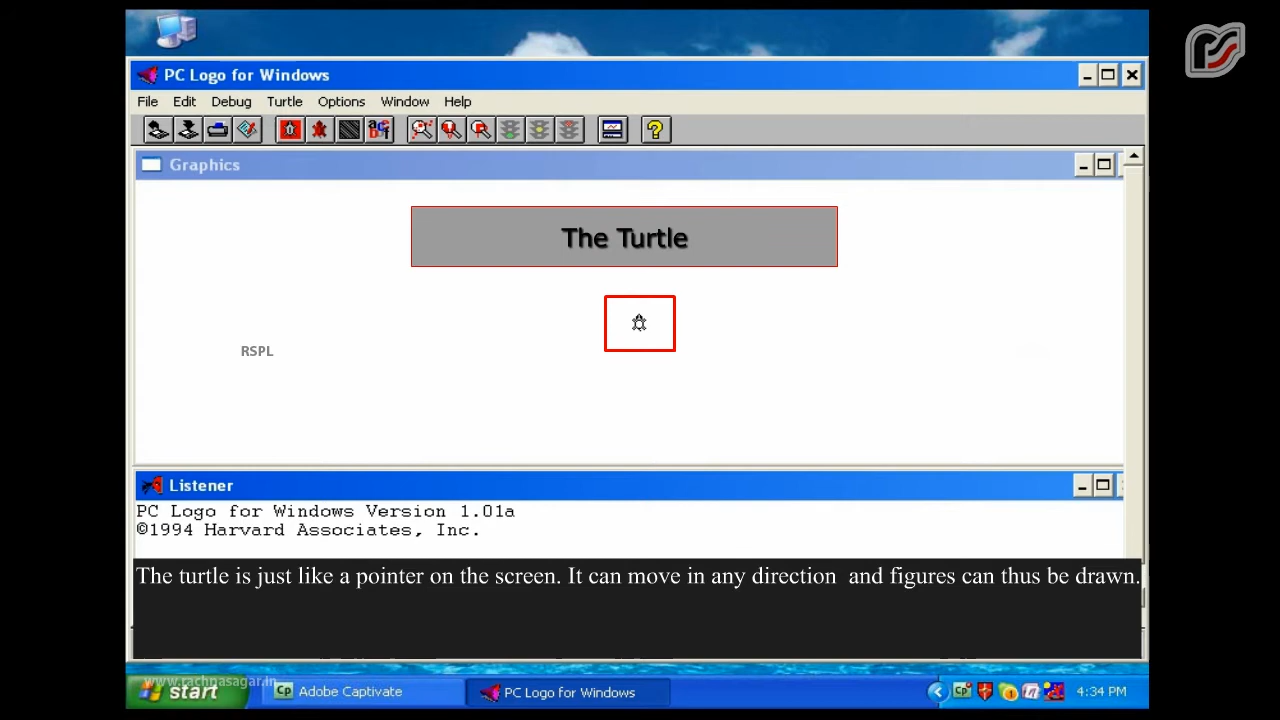 PC Logo for Windows
File Edit Debug Turtle Options Window Help
Graphics
The Turtle
RSPL
Listener
PC Logo for Windows Version 1.01a
©1994 Harvard Associates, Inc.
The turtle is just like a pointer on the screen. It can move in any direction and figures can thus be drawn.
www.rachnasagar.in
start
Cp Adobe Captivate
PC Logo for Windows
4:34 PM